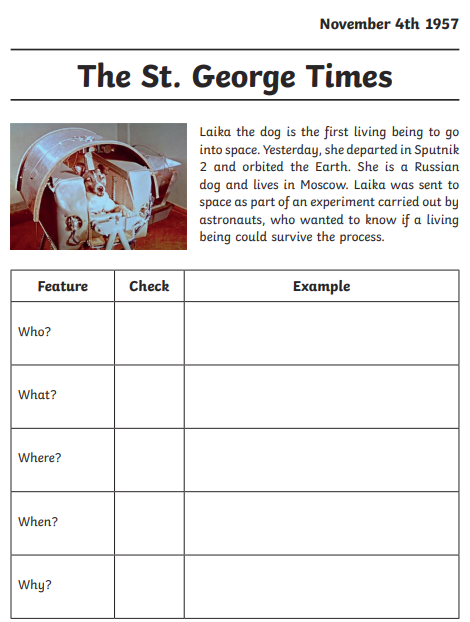 November 4th 1957
The St. George Times
Laika the dog is the first living being to go
into space. Yesterday, she departed in Sputnik
2 and orbited the Earth. She is a Russian
dog and lives in Moscow. Laika was sent to
space as part of an experiment carried out by
astronauts, who wanted to know if a living
being could survive the process.
Feature Check Example
Who?
What?
Where?
When?
Why?